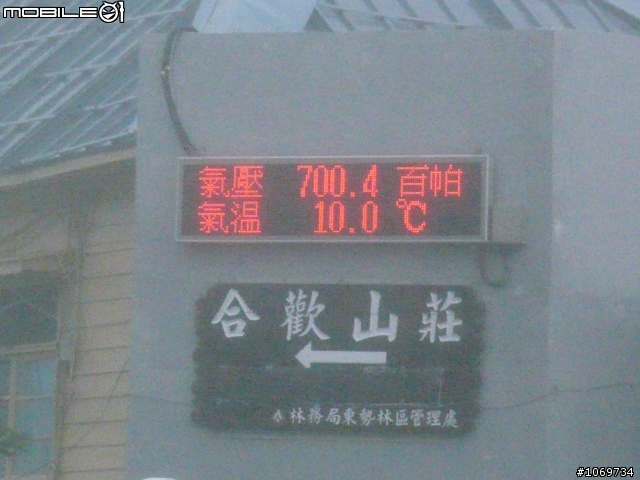 MOBILE01
氣壓 700.4 百帕
氣溫 10.0 ℃
合歡山莊
林務局東勢林區管理處
#1069734